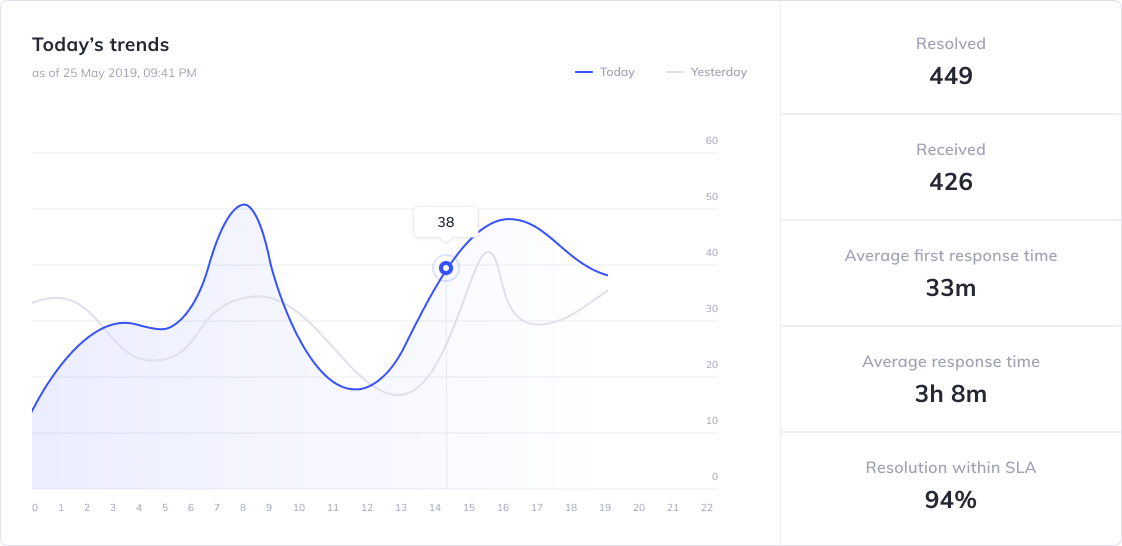 Today’s trends
as of 25 May 2019, 09:41 PM
Today
Yesterday
60
50
40
30
20
10
0
38
0 1 2 3 4 5 6 7 8 9 10 11 12 13 14 15 16 17 18 19 20 21 22
Resolved
449
Received
426
Average first response time
33m
Average response time
3h 8m
Resolution within SLA
94%